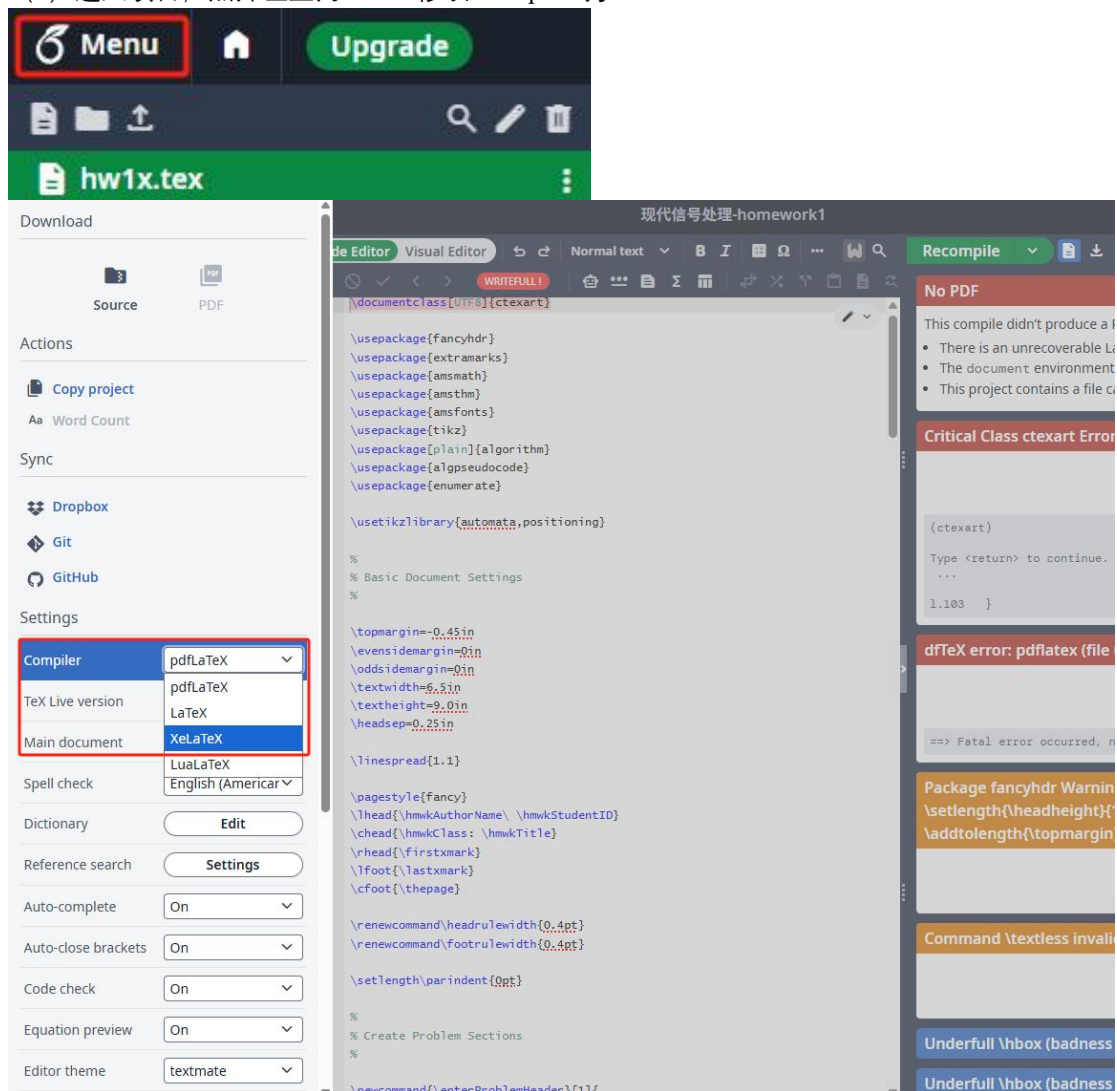 Menu
Upgrade
hw1x.tex
Download
Source
PDF
Actions
Copy project
Aa Word Count
Sync
Dropbox
Git
GitHub
Settings
Compiler
pdfLaTeX
pdfLaTeX
LaTeX
XeLaTeX
LuaLaTeX
TeX Live version
Main document
Spell check
English (American
Dictionary
Edit
Reference search
Settings
Auto-complete
On
Auto-close brackets
On
Code check
On
Equation preview
On
Editor theme
textmate
现代信号处理-homework1
de Editor
Visual Editor
Normal text
B I Ω
WRITEFULL !
\documentclass[UTF8]{ctexart}
\usepackage{fancyhdr}
\usepackage{extramarks}
\usepackage{amsmath}
\usepackage{amsthm}
\usepackage{amsfonts}
\usepackage{tikz}
\usepackage[plain]{algorithm}
\usepackage{algpseudocode}
\usepackage{enumerate}
\usetikzlibrary{automata,positioning}
%
% Basic Document Settings
%
\topmargin=-0.45in
\evensidemargin=0in
\oddsidemargin=0in
\textwidth=6.5in
\textheight=9.0in
\headsep=0.25in
\linespread{1.1}
\pagestyle{fancy}
\lhead{\hmwkAuthorName\ \hmwkStudentID}
\chead{\hmwkClass: \hmwkTitle}
\rhead{\firstxmark}
\lfoot{\lastxmark}
\cfoot{\thepage}
\renewcommand\headrulewidth{0.4pt}
\renewcommand\footrulewidth{0.4pt}
\setlength\parindent{0pt}
%
% Create Problem Sections
%
\newcommand{\enterProblemHeader}[1]{
Recompile
No PDF
This compile didn't produce a
There is an unrecoverable
The document environment
This project contains a file
Critical Class ctexart Error
(ctexart)
Type <return> to continue.
...
l.103 }
dfTeX error: pdflatex (file
==> Fatal error occurred,
Package fancyhdr
\setlength{\headheight}{
\addtolength{\topmargin}
Command \textless
Underfull \hbox (badness
Underfull \hbox (badness